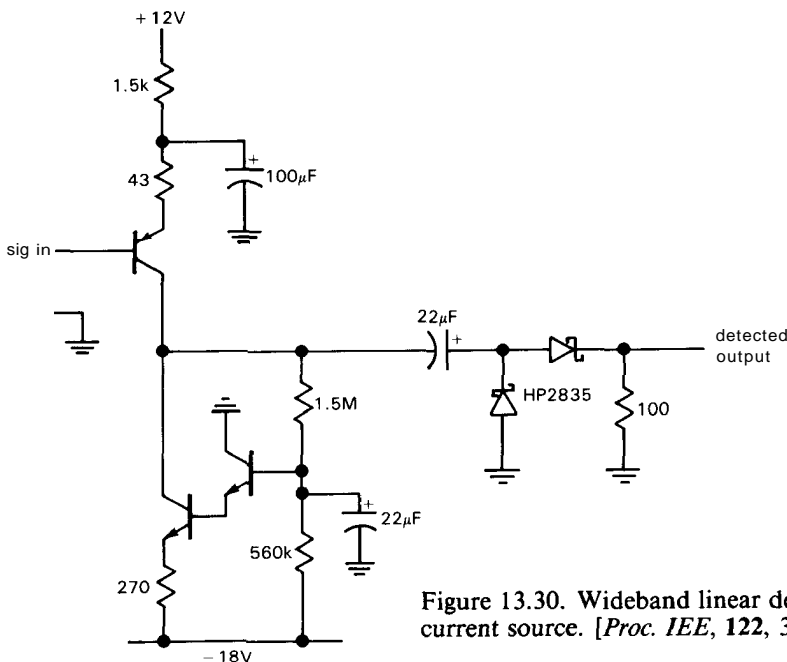 +12V
1.5k
43
100μF
sig in
22μF
+
detected
output
HP2835
1.5M
100
+
22μF
560k
270
-18V
+
Figure 13.30. Wideband linear de
current source. [Proc. IEE, 122, 3